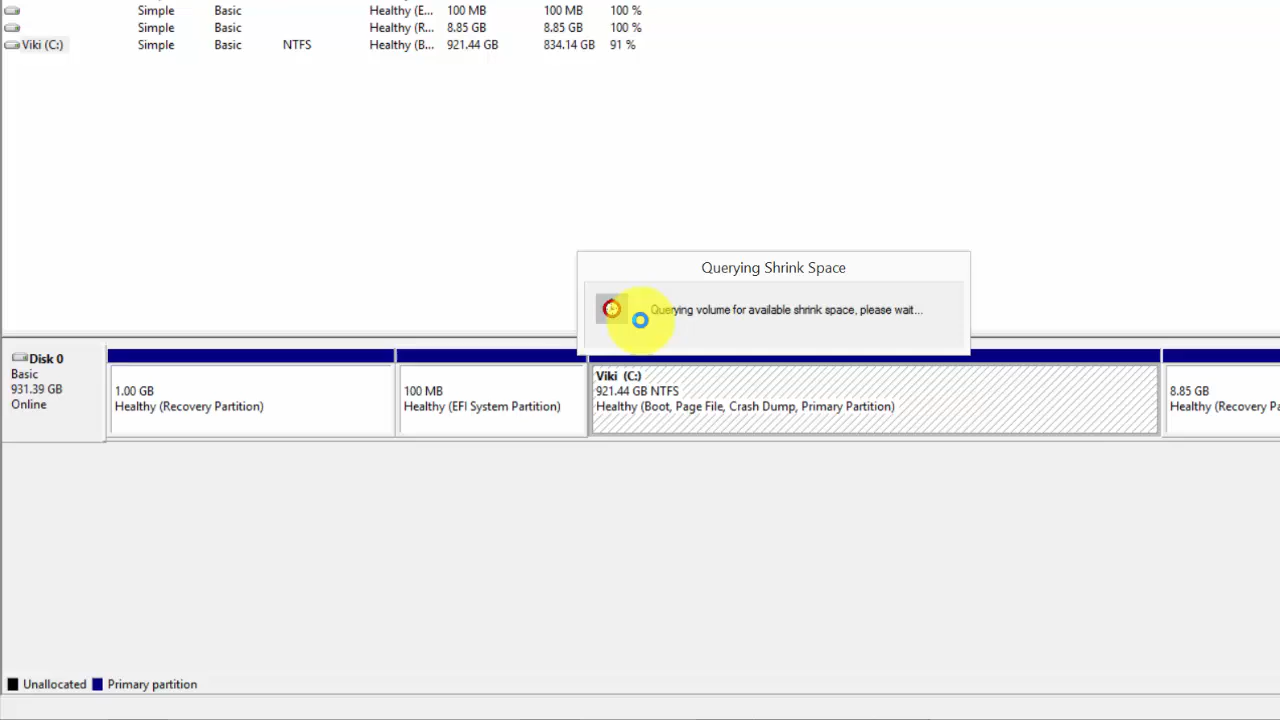 Simple Basic Healthy (E... 100 MB 100 MB 100 %
Simple Basic Healthy (R... 8.85 GB 8.85 GB 100 %
Viki (C:) Simple Basic NTFS Healthy (B... 921.44 GB 834.14 GB 91 %
Querying Shrink Space
Querying volume for available shrink space, please wait...
Disk 0
Basic
931.39 GB
Online
1.00 GB
Healthy (Recovery Partition)
100 MB
Healthy (EFI System Partition)
Viki (C:)
921.44 GB NTFS
Healthy (Boot, Page File, Crash Dump, Primary Partition)
8.85 GB
Healthy (Recovery Pa
Unallocated Primary partition